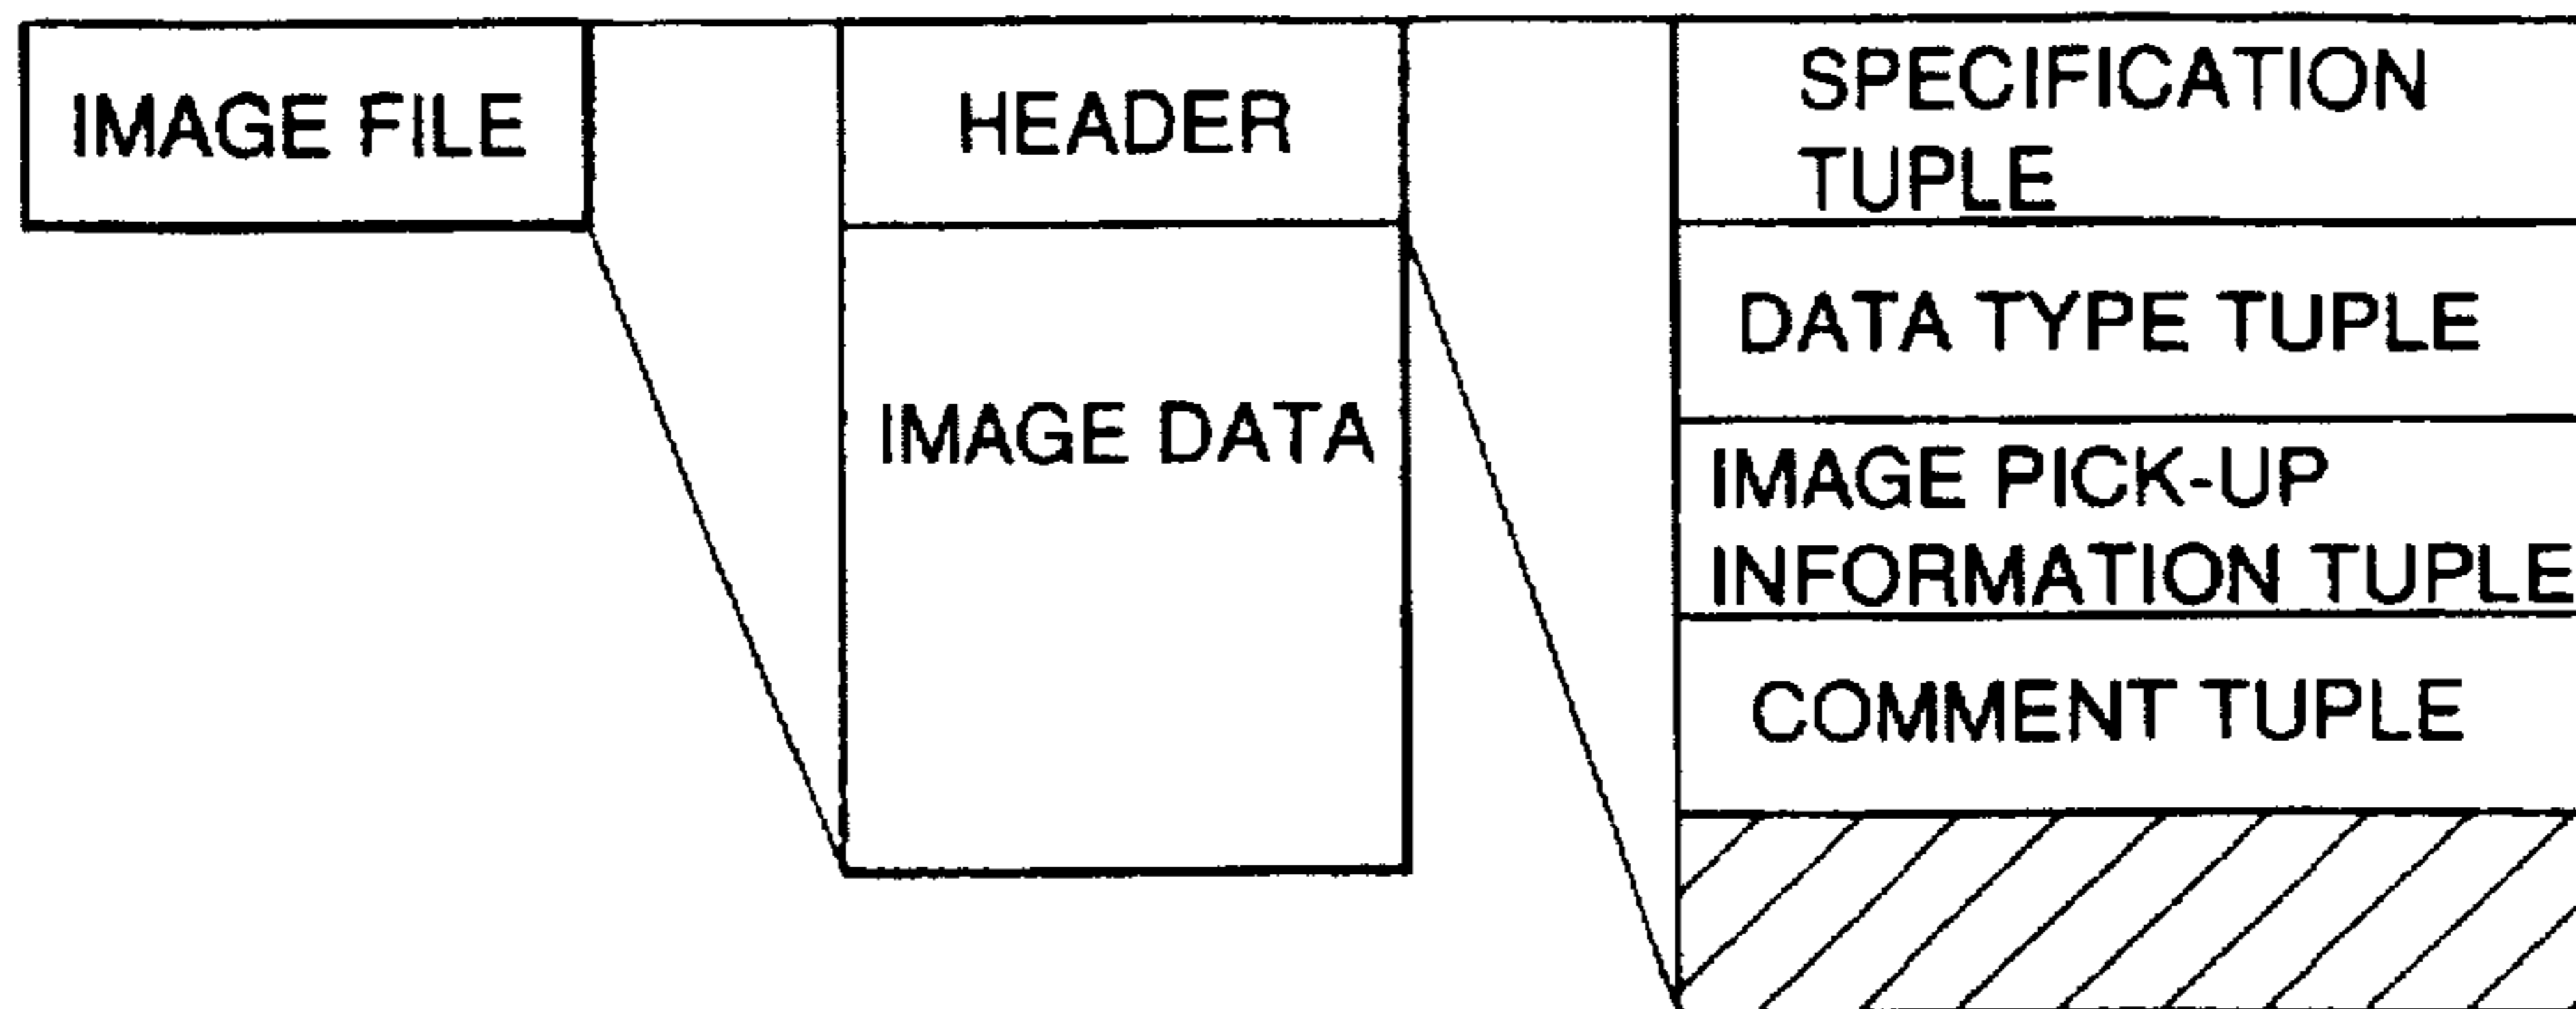 IMAGE FILE
HEADER
IMAGE DATA
SPECIFICATION
TUPLE
DATA TYPE TUPLE
IMAGE PICK-UP
INFORMATION TUPLE
COMMENT TUPLE